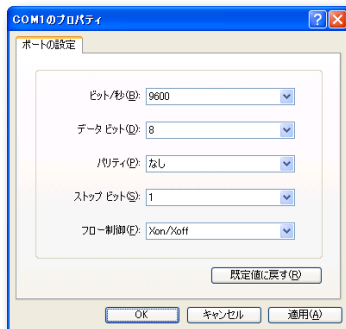 COM1のプロパティ
ポートの設定
ビット/秒(B): 9600
データ ビット(D): 8
パリティ(P): なし
ストップ ビット(S): 1
フロー制御(F): Xon/Xoff
既定値に戻す(R)
OK キャンセル 適用(A)